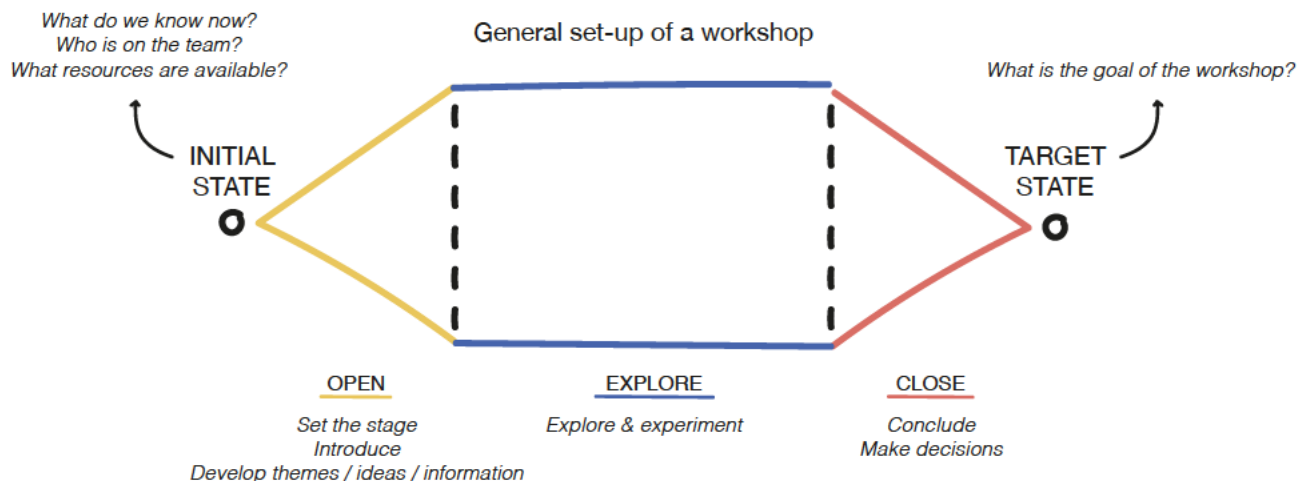 What do we know now?
Who is on the team?
What resources are available?
General set-up of a workshop
What is the goal of the workshop?
INITIAL
STATE
TARGET
STATE
OPEN
Set the stage
Introduce
Develop themes / ideas / information
EXPLORE
Explore & experiment
CLOSE
Conclude
Make decisions